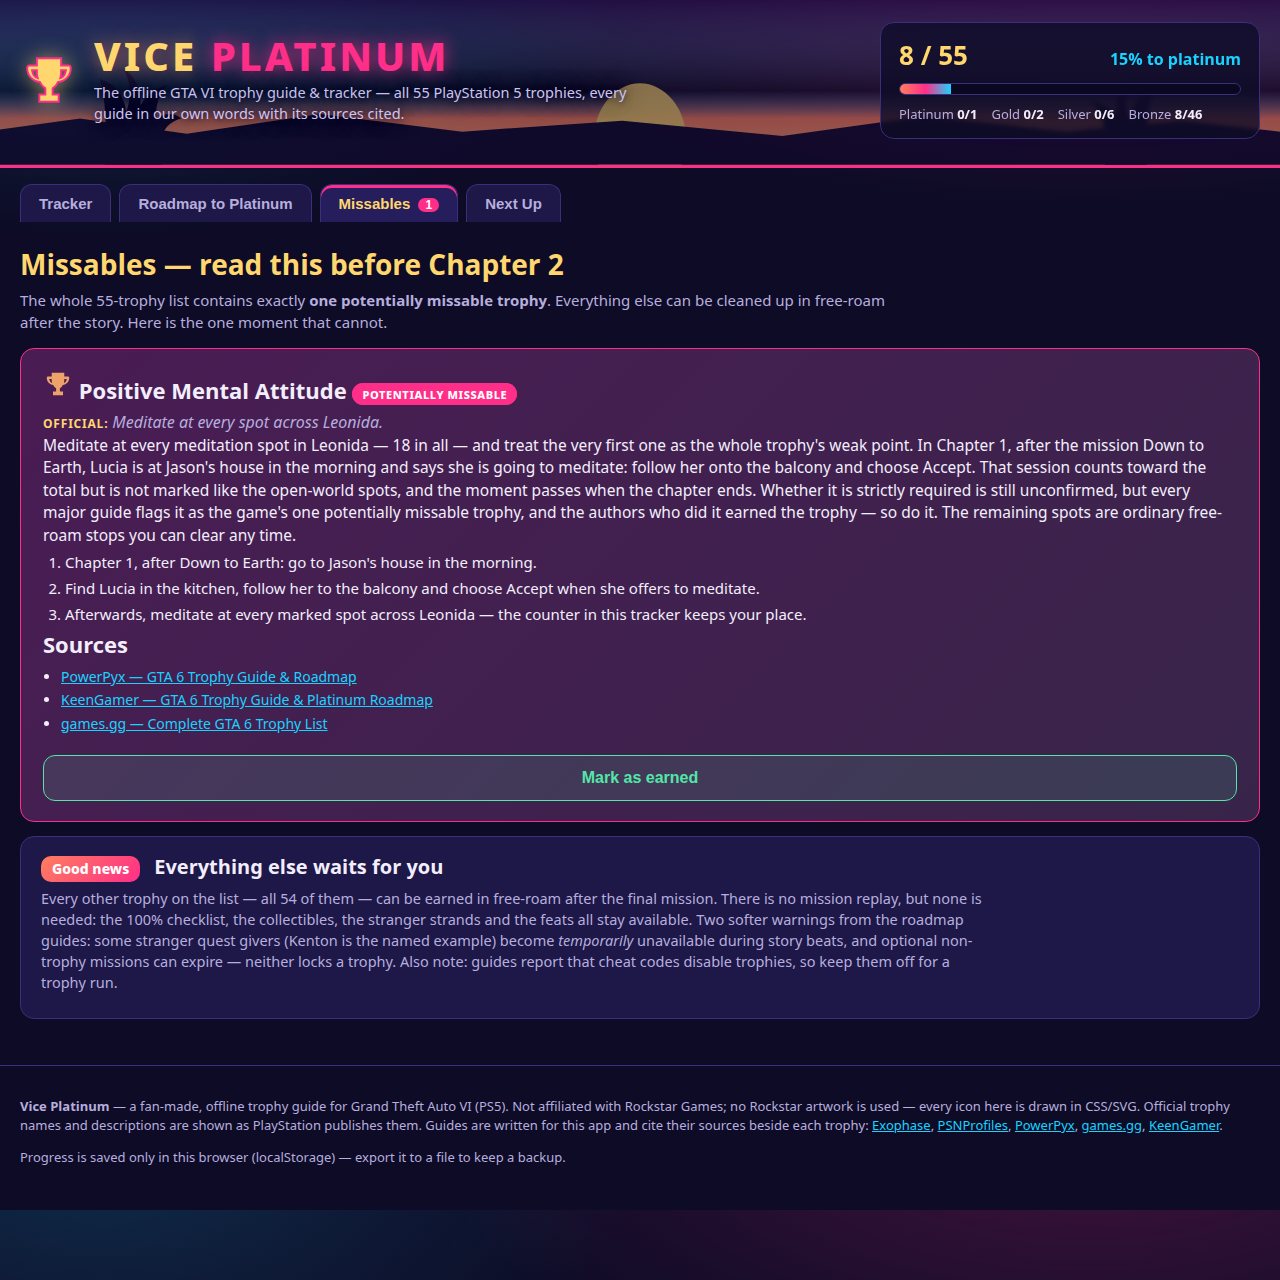 VICE PLATINUM
The offline GTA VI trophy guide & tracker — all 55 PlayStation 5 trophies, every
guide in our own words with its sources cited.
8 / 55
15% to platinum
Platinum 0/1 Gold 0/2 Silver 0/6 Bronze 8/46
Tracker
Roadmap to Platinum
Missables 1
Next Up
Missables — read this before Chapter 2
The whole 55-trophy list contains exactly one potentially missable trophy. Everything else can be cleaned up in free-roam
after the story. Here is the one moment that cannot.
Positive Mental Attitude POTENTIALLY MISSABLE
OFFICIAL: Meditate at every spot across Leonida.
Meditate at every meditation spot in Leonida — 18 in all — and treat the very first one as the whole trophy's weak point. In Chapter 1, after the mission Down to
Earth, Lucia is at Jason's house in the morning and says she is going to meditate: follow her onto the balcony and choose Accept. That session counts toward the
total but is not marked like the open-world spots, and the moment passes when the chapter ends. Whether it is strictly required is still unconfirmed, but every
major guide flags it as the game's one potentially missable trophy, and the authors who did it earned the trophy — so do it. The remaining spots are ordinary free-
roam stops you can clear any time.
1. Chapter 1, after Down to Earth: go to Jason's house in the morning.
2. Find Lucia in the kitchen, follow her to the balcony and choose Accept when she offers to meditate.
3. Afterwards, meditate at every marked spot across Leonida — the counter in this tracker keeps your place.
Sources
• PowerPyx — GTA 6 Trophy Guide & Roadmap
• KeenGamer — GTA 6 Trophy Guide & Platinum Roadmap
• games.gg — Complete GTA 6 Trophy List
Mark as earned
Good news Everything else waits for you
Every other trophy on the list — all 54 of them — can be earned in free-roam after the final mission. There is no mission replay, but none is
needed: the 100% checklist, the collectibles, the stranger strands and the feats all stay available. Two softer warnings from the roadmap
guides: some stranger quest givers (Kenton is the named example) become temporarily unavailable during story beats, and optional non-
trophy missions can expire — neither locks a trophy. Also note: guides report that cheat codes disable trophies, so keep them off for a
trophy run.
Vice Platinum — a fan-made, offline trophy guide for Grand Theft Auto VI (PS5). Not affiliated with Rockstar Games; no Rockstar artwork is used — every icon here is drawn in CSS/SVG. Official trophy
names and descriptions are shown as PlayStation publishes them. Guides are written for this app and cite their sources beside each trophy: Exophase, PSNProfiles, PowerPyx, games.gg, KeenGamer.
Progress is saved only in this browser (localStorage) — export it to a file to keep a backup.